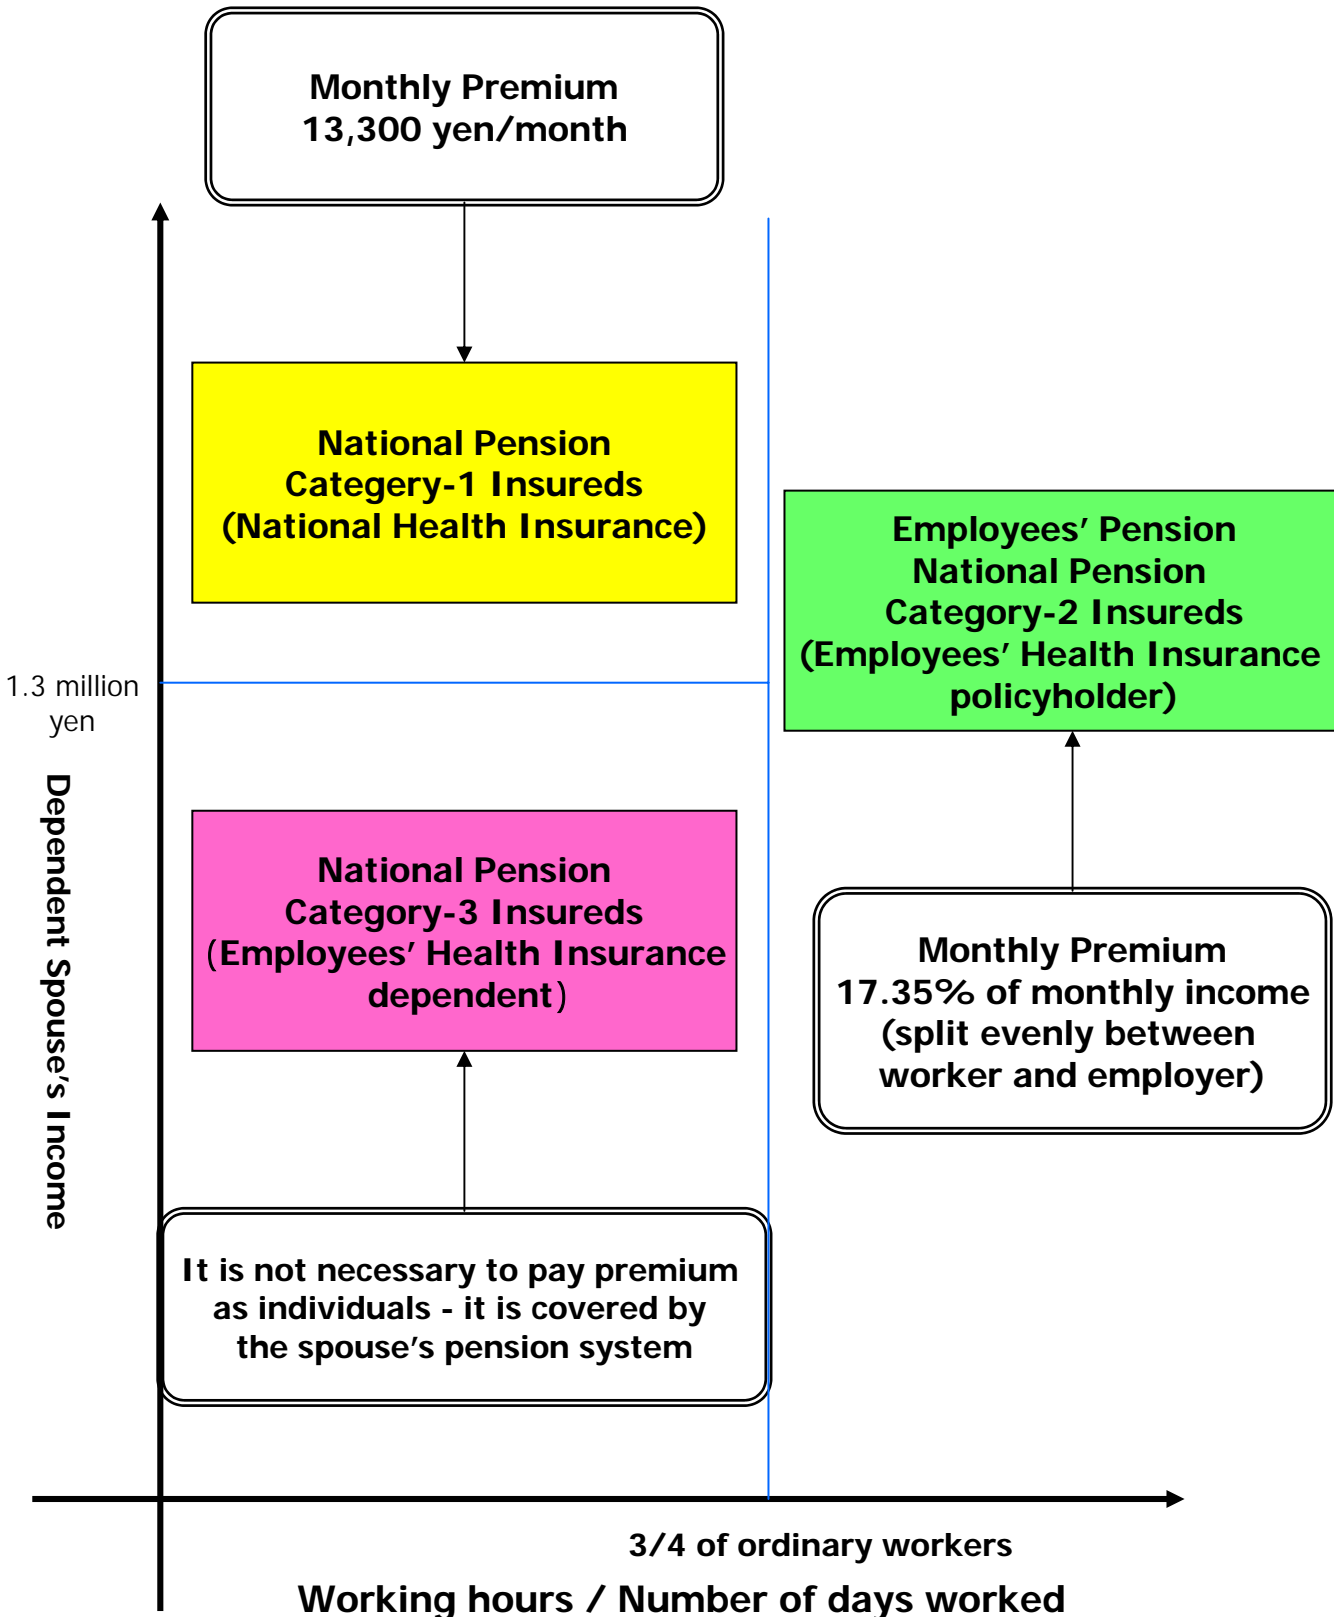 Monthly Premium
13,300 yen/month
National Pension
Categery-1 Insureds
(National Health Insurance)
Employees’ Pension
National Pension
Category-2 Insureds
(Employees’ Health Insurance
policyholder)
1.3 million
yen
Dependent Spouse’s Income
National Pension
Category-3 Insureds
(Employees’ Health Insurance
dependent)
Monthly Premium
17.35% of monthly income
(split evenly between
worker and employer)
It is not necessary to pay premium
as individuals - it is covered by
the spouse’s pension system
3/4 of ordinary workers
Working hours / Number of days worked